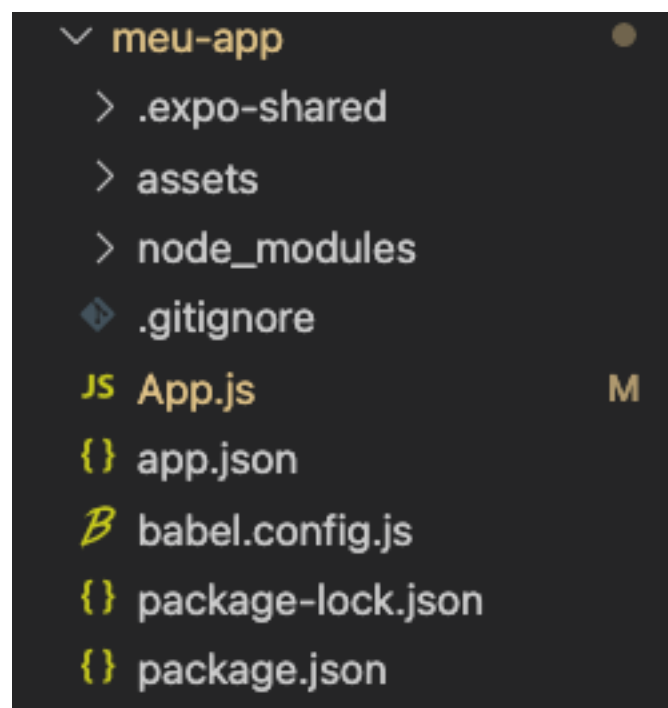 meu-app
.expo-shared
assets
node_modules
.gitignore
JS App.js M
{} app.json
B babel.config.js
{} package-lock.json
{} package.json